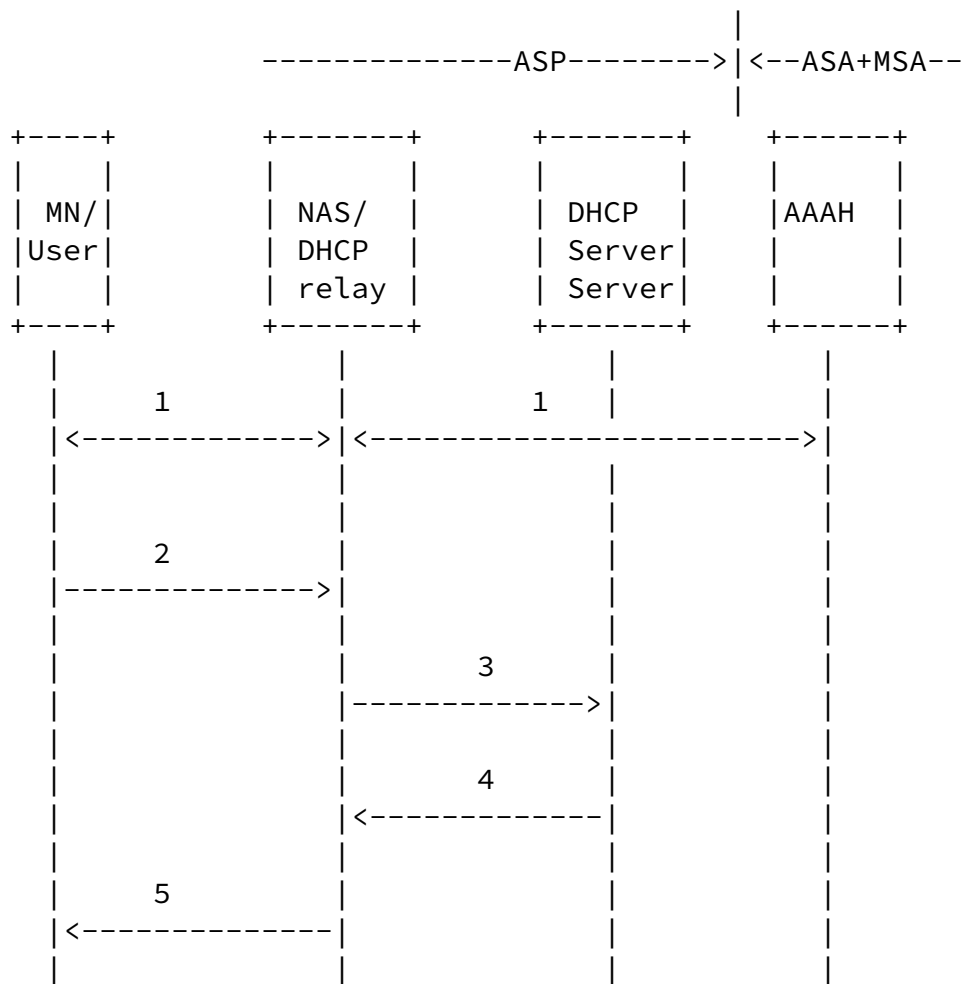 |
--------------ASP-------->|<--ASA+MSA--
|
+----+ +-------+ +-------+ +------+
| | | | | | | |
| MN/| | NAS/ | | DHCP | |AAAH |
|User| | DHCP | | Server| | |
| | | relay | | Server| | |
+----+ +-------+ +-------+ +------+
| | | |
| 1 | 1 | |
|<------------->|<------------------------>|
| | | |
| | | |
| 2 | | |
|-------------->| | |
| | | |
| | 3 | |
| |------------->| |
| | | |
| | 4 | |
| |<-------------| |
| | | |
| 5 | | |
|<--------------| | |
| | | |